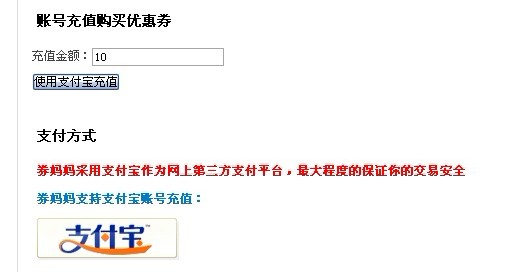 账号充值购买优惠券
充值金额：10
使用支付宝充值
支付方式
券妈妈采用支付宝作为网上第三方支付平台，最大程度的保证你的交易安全
券妈妈支持支付宝账号充值：
支付宝™